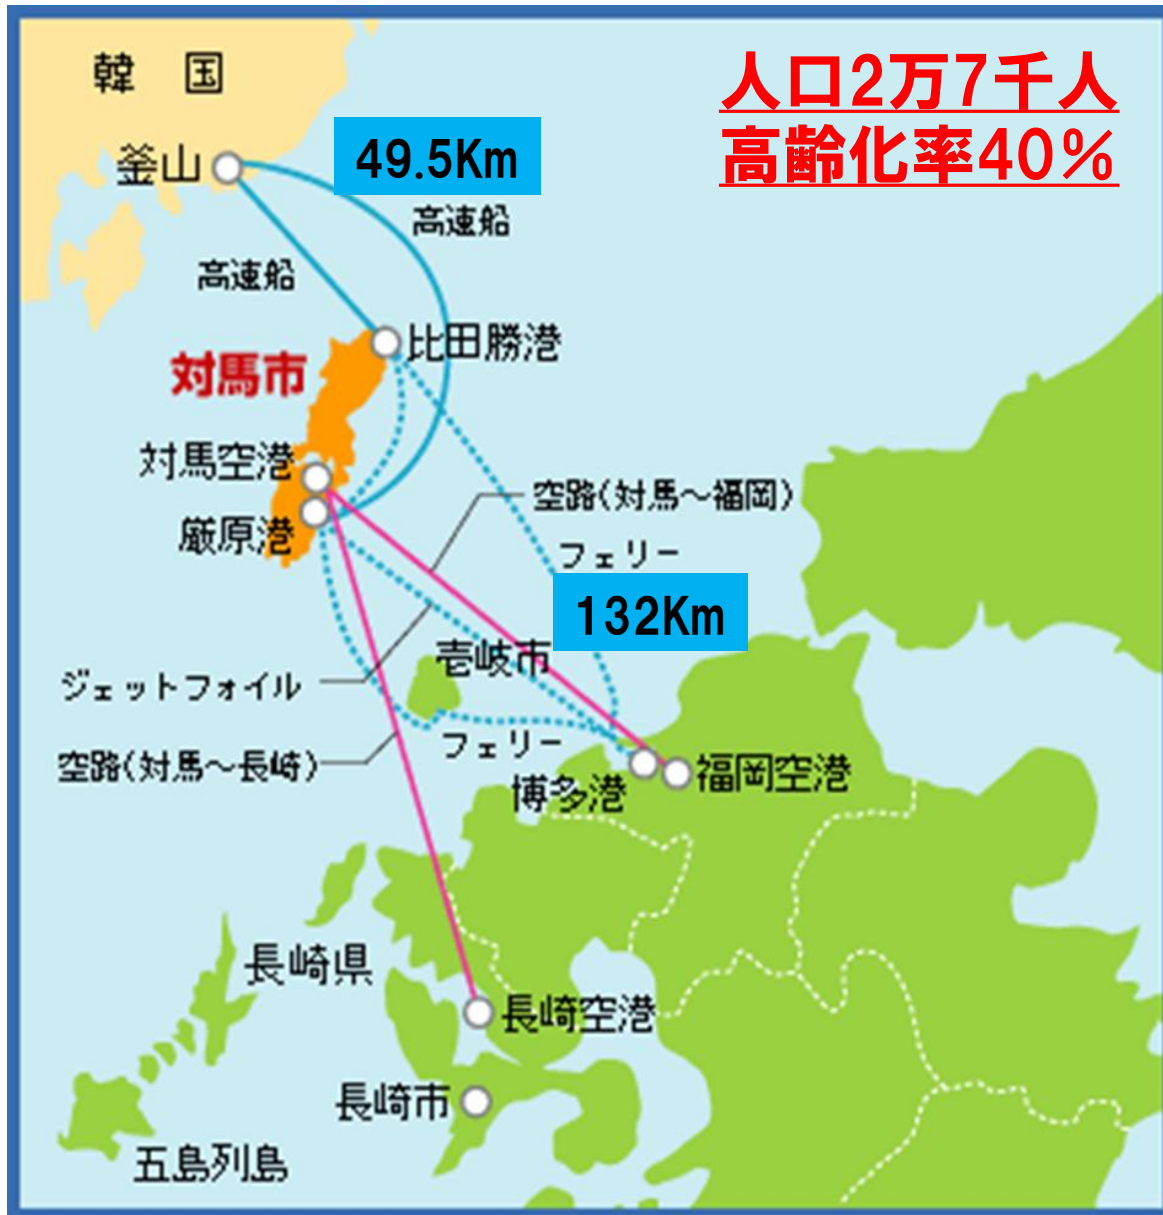 韓 国
人口2万7千人
高齢化率40%
釜山
49.5Km
高速船
高速船
比田勝港
対馬市
対馬空港
空路(対馬～福岡)
厳原港
フェリー
132Km
壱岐市
ジェットフォイル
フェリー
空路(対馬～長崎)
福岡空港
博多港
長崎県
長崎空港
長崎市
五島列島